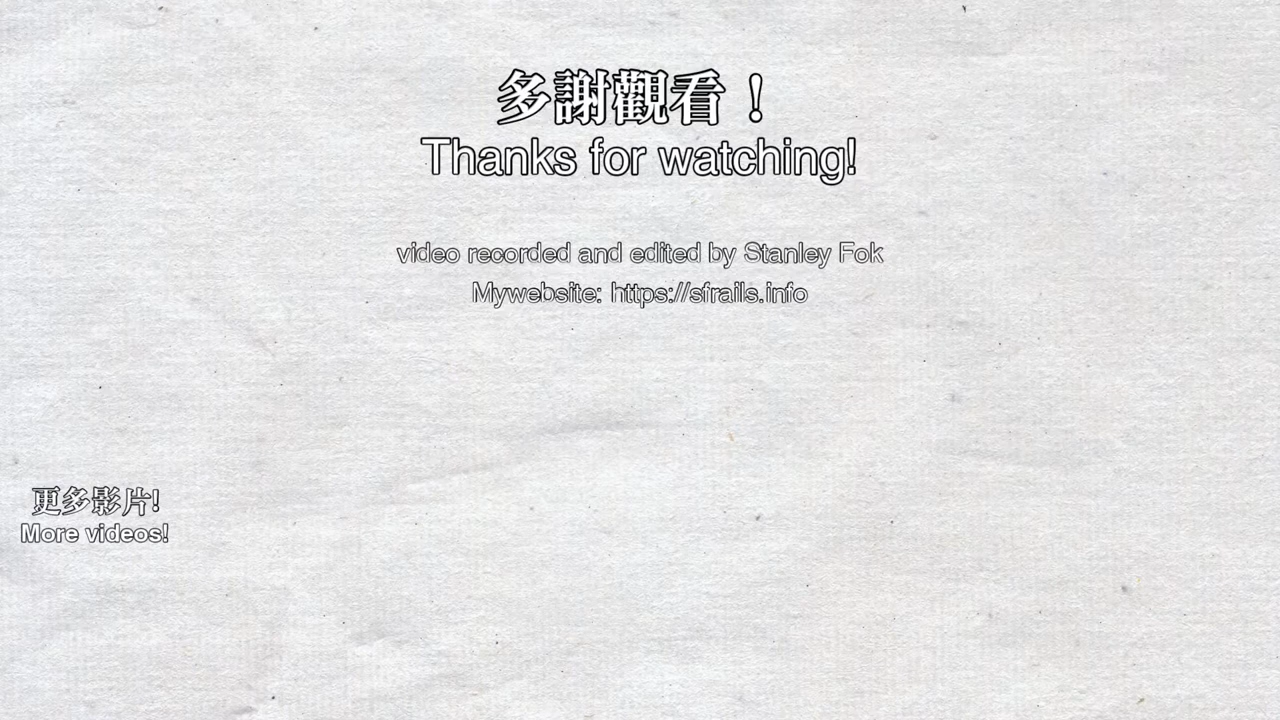 多謝觀看！
Thanks for watching!
video recorded and edited by Stanley Fok
Mywebsite: https://sfrails.info
更多影片!
More videos!